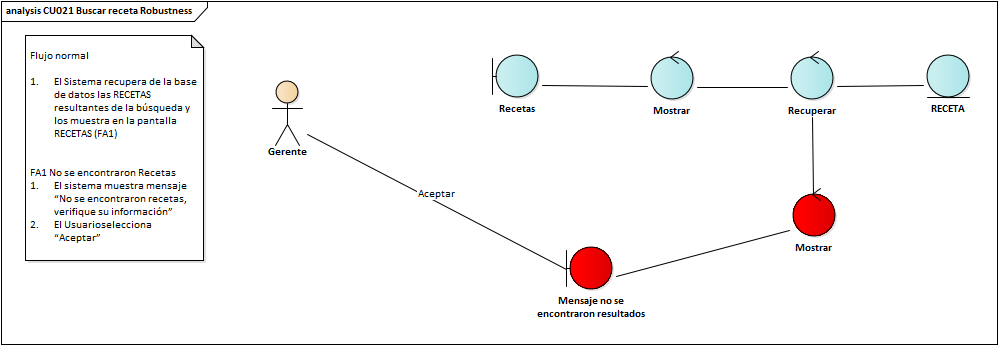 analysis CU021 Buscar receta Robustness
Flujo normal
1. El Sistema recupera de la base
de datos las RECETAS
resultantes de la búsqueda y
los muestra en la pantalla
RECETAS (FA1)
FA1 No se encontraron Recetas
1. El sistema muestra mensaje
“No se encontraron recetas,
verifique su información”
2. El Usuarioselecciona
“Aceptar”
Gerente
Recetas
Mostrar
Recuperar
RECETA
Aceptar
Mostrar
Mensaje no se
encontraron resultados